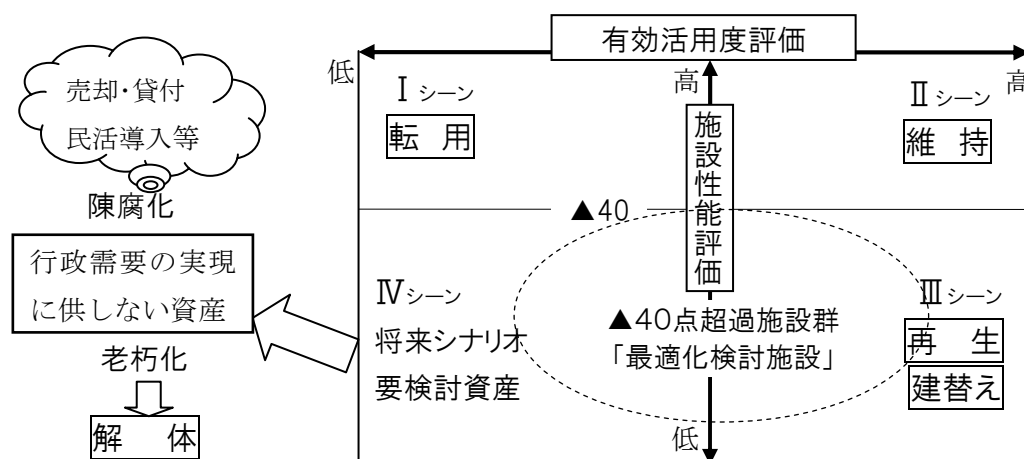 有効活用度評価
低
高
高
売却・貸付
民活導入等
陳腐化
Ⅰシーン
転 用
Ⅱシーン
維 持
施設性能評価
▲40
行政需要の実現
に供しない資産
老朽化
解 体
Ⅳシーン
将来シナリオ
要検討資産
▲40点超過施設群
「最適化検討施設」
Ⅲシーン
再 生
建替え
低